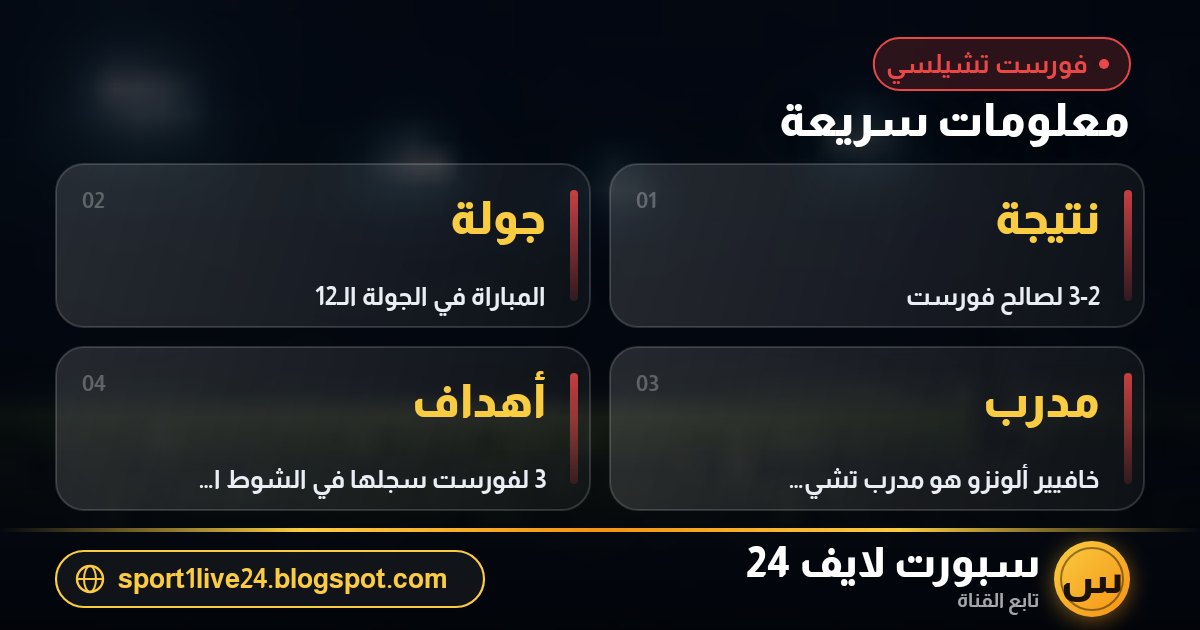 فورست تشيلسي
معلومات سريعة
01
نتيجة
3-2 لصالح فورست
02
جولة
المباراة في الجولة الـ12
03
مدرب
خافيير ألونزو هو مدرب تشي...
04
أهداف
3 لفورست سجلها في الشوط ا...
س
سبورت لايف 24
تابع القناة
sport1live24.blogspot.com